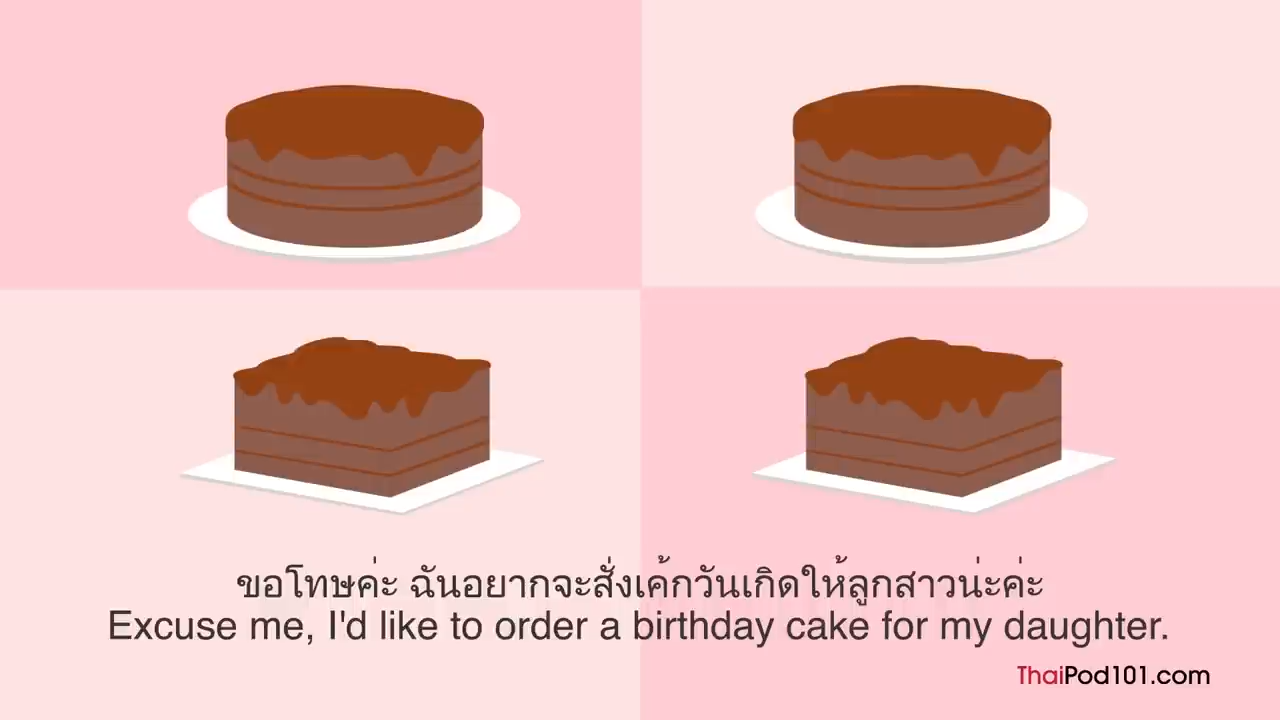 ขอโทษค่ะ ฉันอยากจะสั่งเค้กวันเกิดให้ลูกสาวน่ะค่ะ
Excuse me, I'd like to order a birthday cake for my daughter.
ThaiPod101.com